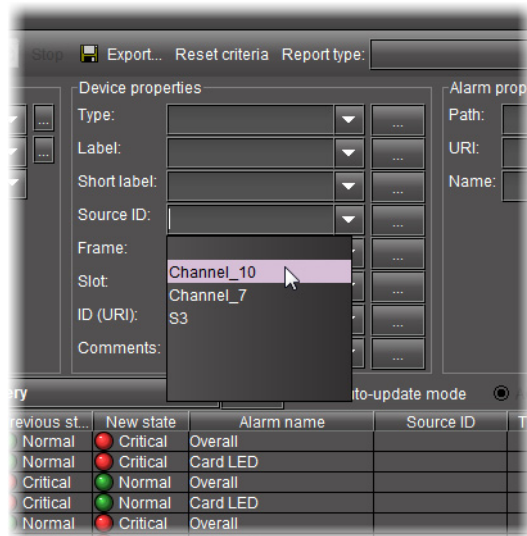 Stop Export... Reset criteria Report type:
Device properties Alarm prop
Type: ... Path:
Label: ... URI:
Short label: ... Name:
Source ID: ...
Frame: ...
Channel_10
Slot: ...
Channel_7
ID (URI): S3 ...
Comments: ...
ery to-update mode
revious st... New state Alarm name Source ID T
Normal Critical Overall
Normal Critical Card LED
Critical Normal Overall
Critical Normal Card LED
Normal Critical Overall